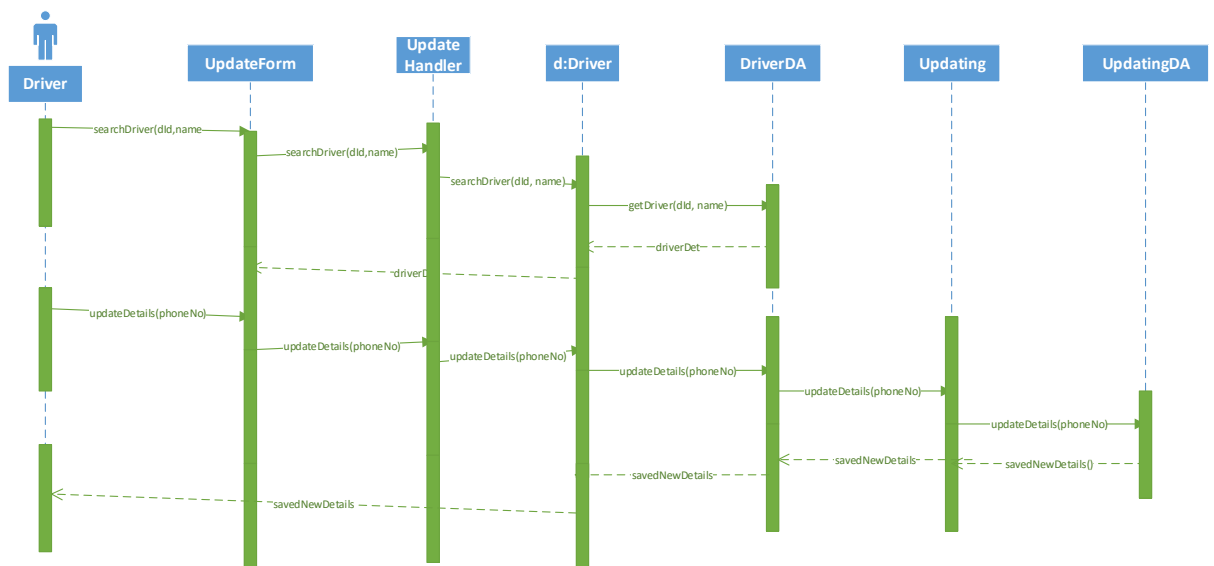 Update
Handler
UpdateForm
d:Driver
DriverDA
Updating
UpdatingDA
Driver
searchDriver(dId,name
searchDriver(dId,name)
searchDriver(dId, name)
getDriver(dId, name)
driverDet
updateDetails(phoneNo)
updateDetails(phoneNo)
updateDetails(phoneNo)
updateDetails(phoneNo)
updateDetails(phoneNo)
updateDetails(phoneNo)
savedNewDetails
savedNewDetails()
savedNewDetails
savedNewDetails